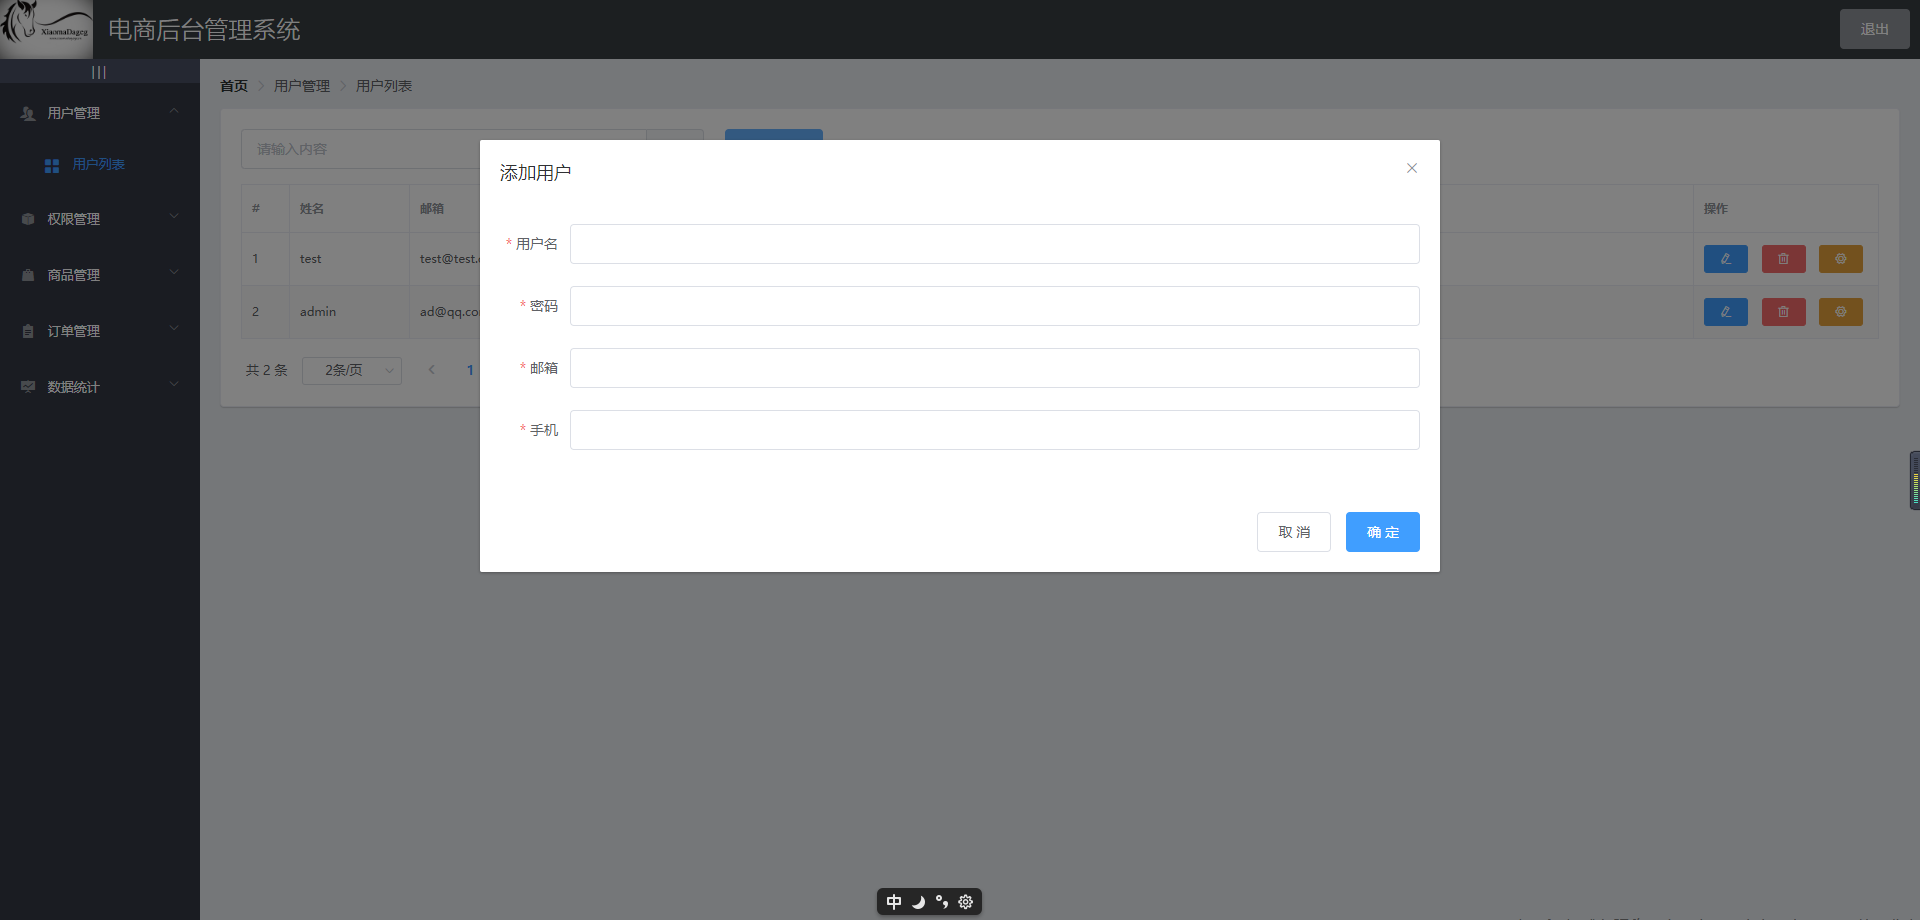 XiaomaDageg
电商后台管理系统
退出
|||
首页 用户管理 用户列表
用户管理
用户列表
权限管理
商品管理
订单管理
数据统计
请输入内容
# 姓名 邮箱 操作
1 test test@test.
2 admin ad@qq.co
共 2 条 2条/页 1
添加用户
* 用户名
* 密码
* 邮箱
* 手机
取 消 确 定
中